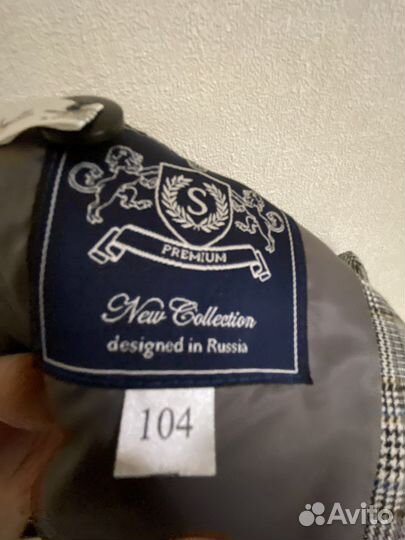 S
PREMIUM
New Collection
designed in Russia
104
Avito